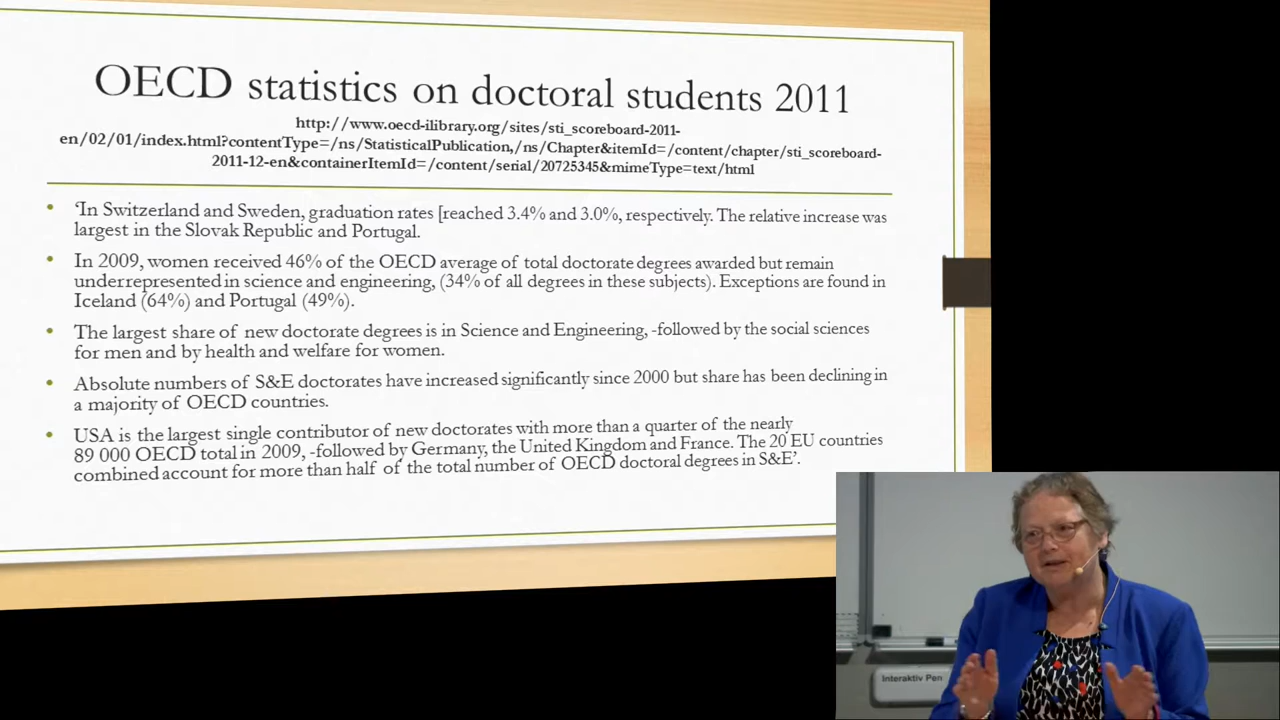 OECD statistics on doctoral students 2011
http://www.oecd-ilibrary.org/sites/sti_scoreboard-2011-
en/02/01/index.html?contentType=/ns/StatisticalPublication,/ns/Chapter&itemId=/content/chapter/sti_scoreboard-
2011-12-en&containerItemId=/content/serial/20725345&mimeType=text/html
• ‘In Switzerland and Sweden, graduation rates [reached 3.4% and 3.0%, respectively. The relative increase was
largest in the Slovak Republic and Portugal.
• In 2009, women received 46% of the OECD average of total doctorate degrees awarded but remain
underrepresented in science and engineering, (34% of all degrees in these subjects). Exceptions are found in
Iceland (64%) and Portugal (49%).
• The largest share of new doctorate degrees is in Science and Engineering, -followed by the social sciences
for men and by health and welfare for women.
• Absolute numbers of S&E doctorates have increased significantly since 2000 but share has been declining in
a majority of OECD countries.
• USA is the largest single contributor of new doctorates with more than a quarter of the nearly
89 000 OECD total in 2009, -followed by Germany, the United Kingdom and France. The 20 EU countries
combined account for more than half of the total number of OECD doctoral degrees in S&E’.
Interaktiv Pen